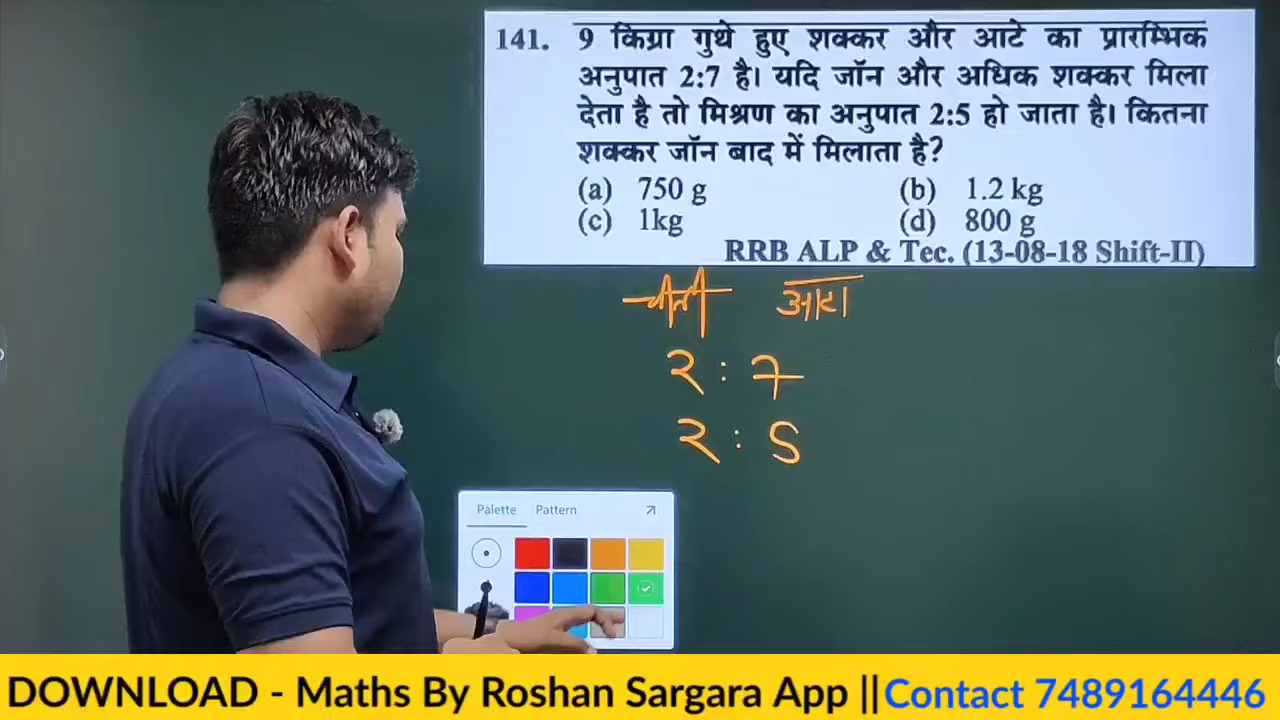 141. 9 किग्रा गुथे हुए शक्कर और आटे का प्रारम्भिक
अनुपात 2:7 है। यदि जॉन और अधिक शक्कर मिला
देता है तो मिश्रण का अनुपात 2:5 हो जाता है। कितना
शक्कर जॉन बाद में मिलाता है?
(a) 750 g (b) 1.2 kg
(c) 1kg (d) 800 g
RRB ALP & Tec. (13-08-18 Shift-II)
चीनी आटा
2 : 7
2 : 5
Palette Pattern
DOWNLOAD - Maths By Roshan Sargara App || Contact 7489164446